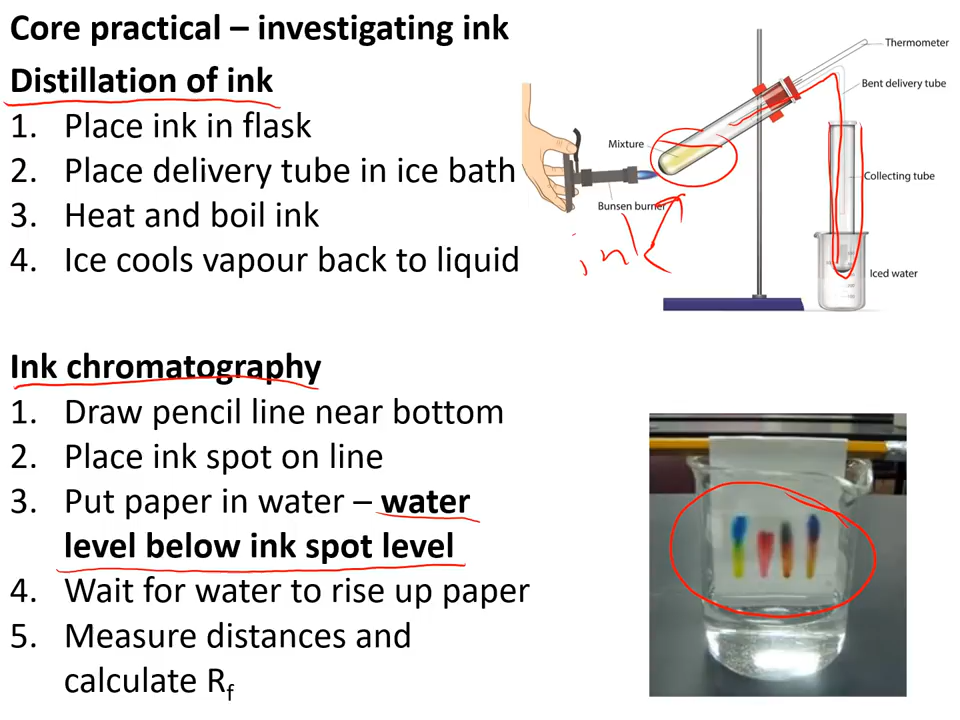 Core practical – investigating ink
Distillation of ink
1. Place ink in flask
2. Place delivery tube in ice bath
3. Heat and boil ink
4. Ice cools vapour back to liquid
Thermometer
Bent delivery tube
Mixture
Collecting tube
Bunsen burner
ink
Iced water
Ink chromatography
1. Draw pencil line near bottom
2. Place ink spot on line
3. Put paper in water – water
level below ink spot level
4. Wait for water to rise up paper
5. Measure distances and
calculate Rf